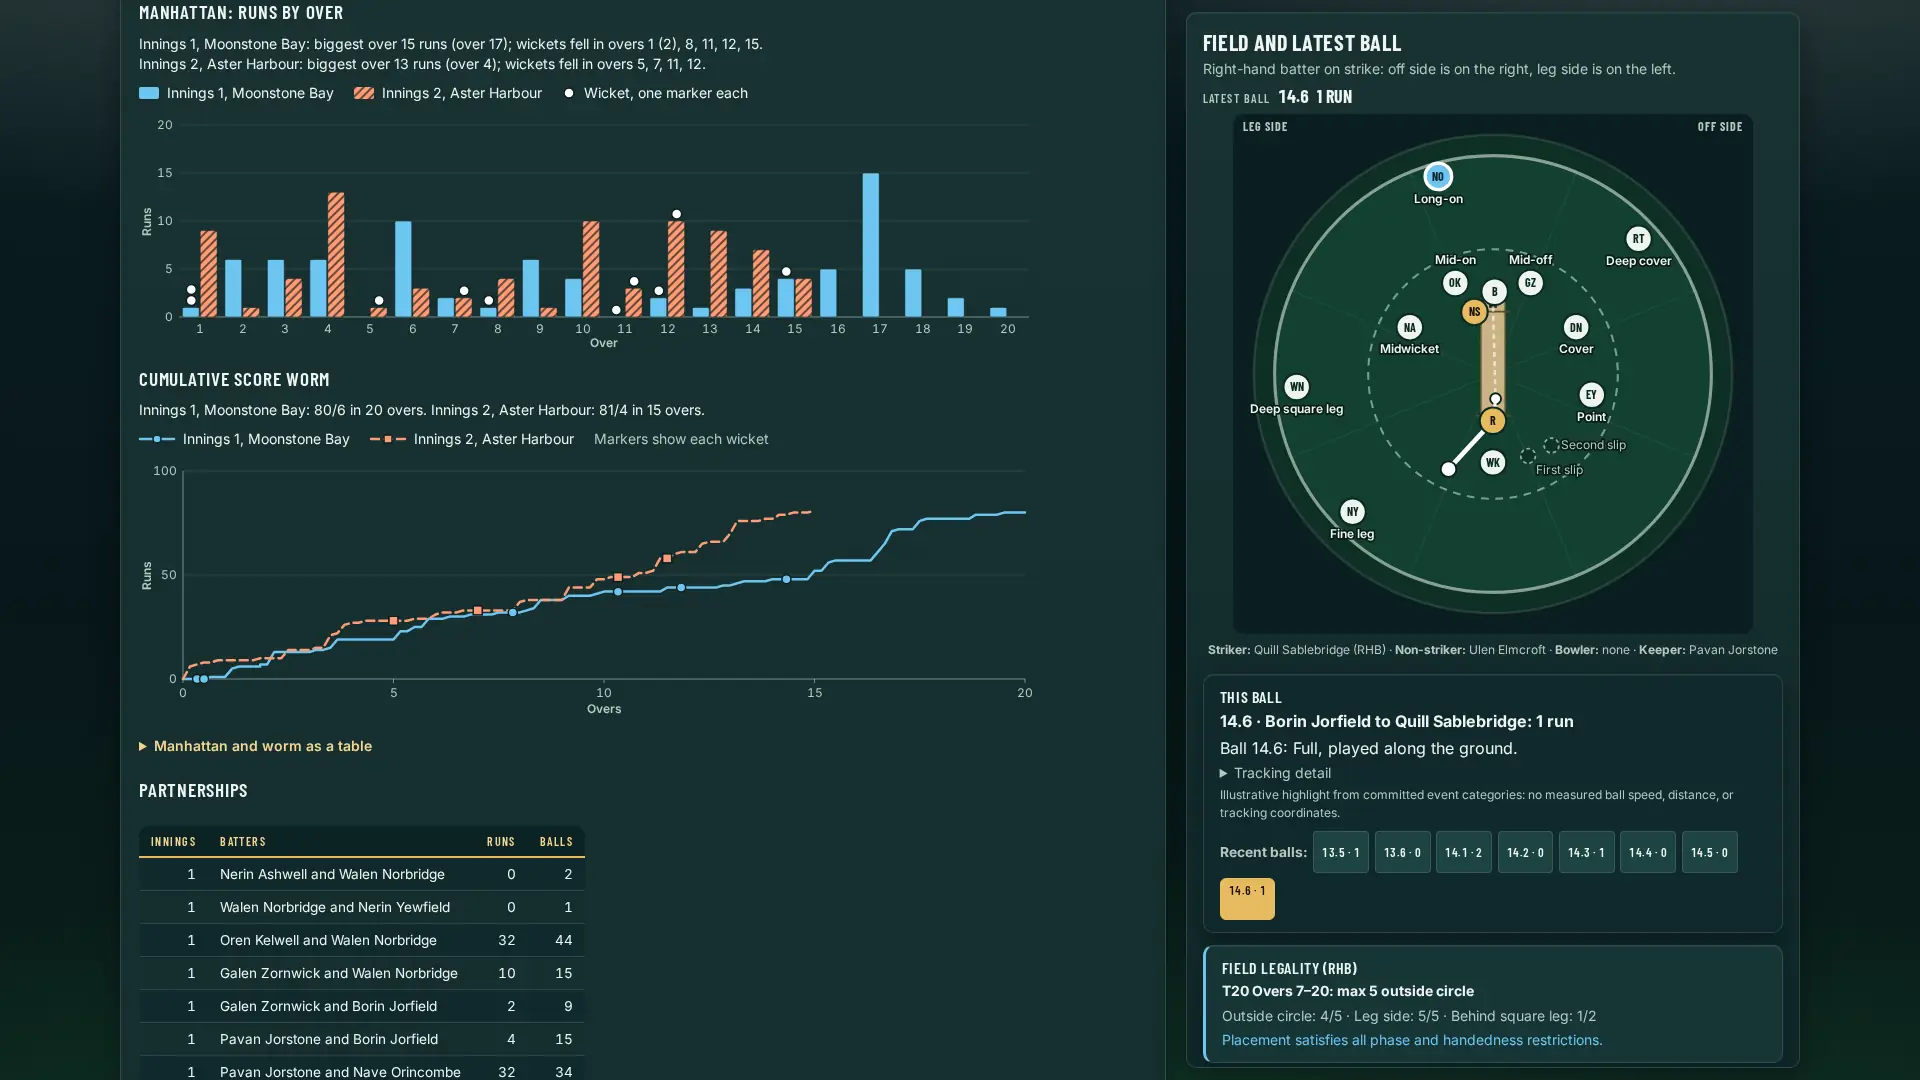 MANHATTAN: RUNS BY OVER
Innings 1, Moonstone Bay: biggest over 15 runs (over 17); wickets fell in overs 1 (2), 8, 11, 12, 15.
Innings 2, Aster Harbour: biggest over 13 runs (over 4); wickets fell in overs 5, 7, 11, 12.
Innings 1, Moonstone Bay Innings 2, Aster Harbour Wicket, one marker each
20
15
10
5
0
Runs
1 2 3 4 5 6 7 8 9 10 11 12 13 14 15 16 17 18 19 20
Over
CUMULATIVE SCORE WORM
Innings 1, Moonstone Bay: 80/6 in 20 overs. Innings 2, Aster Harbour: 81/4 in 15 overs.
Innings 1, Moonstone Bay Innings 2, Aster Harbour Markers show each wicket
100
50
0
Runs
0 5 10 15 20
Overs
Manhattan and worm as a table
PARTNERSHIPS
INNINGS BATTERS RUNS BALLS
1 Nerin Ashwell and Walen Norbridge 0 2
1 Walen Norbridge and Nerin Yewfield 0 1
1 Oren Kelwell and Walen Norbridge 32 44
1 Galen Zornwick and Walen Norbridge 10 15
1 Galen Zornwick and Borin Jorfield 2 9
1 Pavan Jorstone and Borin Jorfield 4 15
1 Pavan Jorstone and Nave Orincombe 32 34
FIELD AND LATEST BALL
Right-hand batter on strike: off side is on the right, leg side is on the left.
LATEST BALL 14.6 1 RUN
LEG SIDE OFF SIDE
NO
Long-on
RT
Deep cover
Mid-on Mid-off
OK B GZ
NS
NA DN
Midwicket Cover
WN EY
Deep square leg Point
R
Second slip
WK
First slip
NY
Fine leg
Striker: Quill Sablebridge (RHB) · Non-striker: Ulen Elmcroft · Bowler: none · Keeper: Pavan Jorstone
THIS BALL
14.6 · Borin Jorfield to Quill Sablebridge: 1 run
Ball 14.6: Full, played along the ground.
Tracking detail
Illustrative highlight from committed event categories: no measured ball speed, distance, or
tracking coordinates.
Recent balls: 13.5 · 1 13.6 · 0 14.1 · 2 14.2 · 0 14.3 · 1 14.4 · 0 14.5 · 0
14.6 · 1
FIELD LEGALITY (RHB)
T20 Overs 7–20: max 5 outside circle
Outside circle: 4/5 · Leg side: 5/5 · Behind square leg: 1/2
Placement satisfies all phase and handedness restrictions.